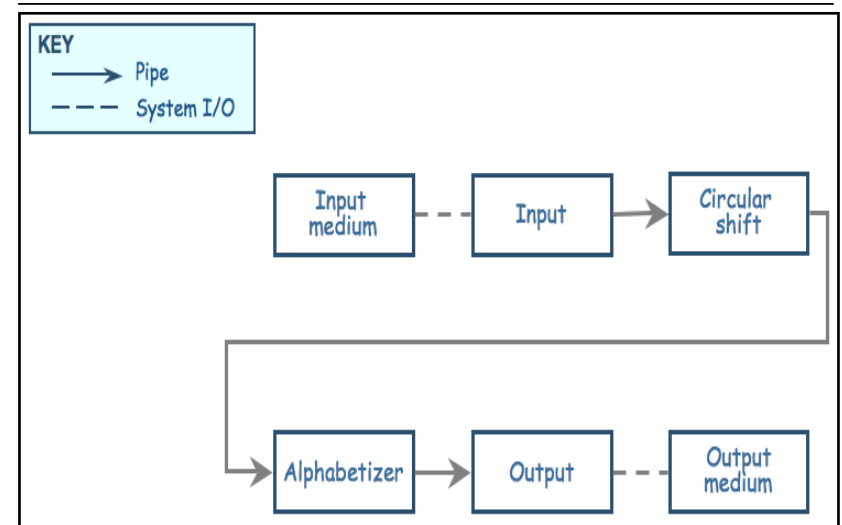 KEY
Pipe
System I/O
Input
medium
Input
Circular
shift
Alphabetizer
Output
Output
medium